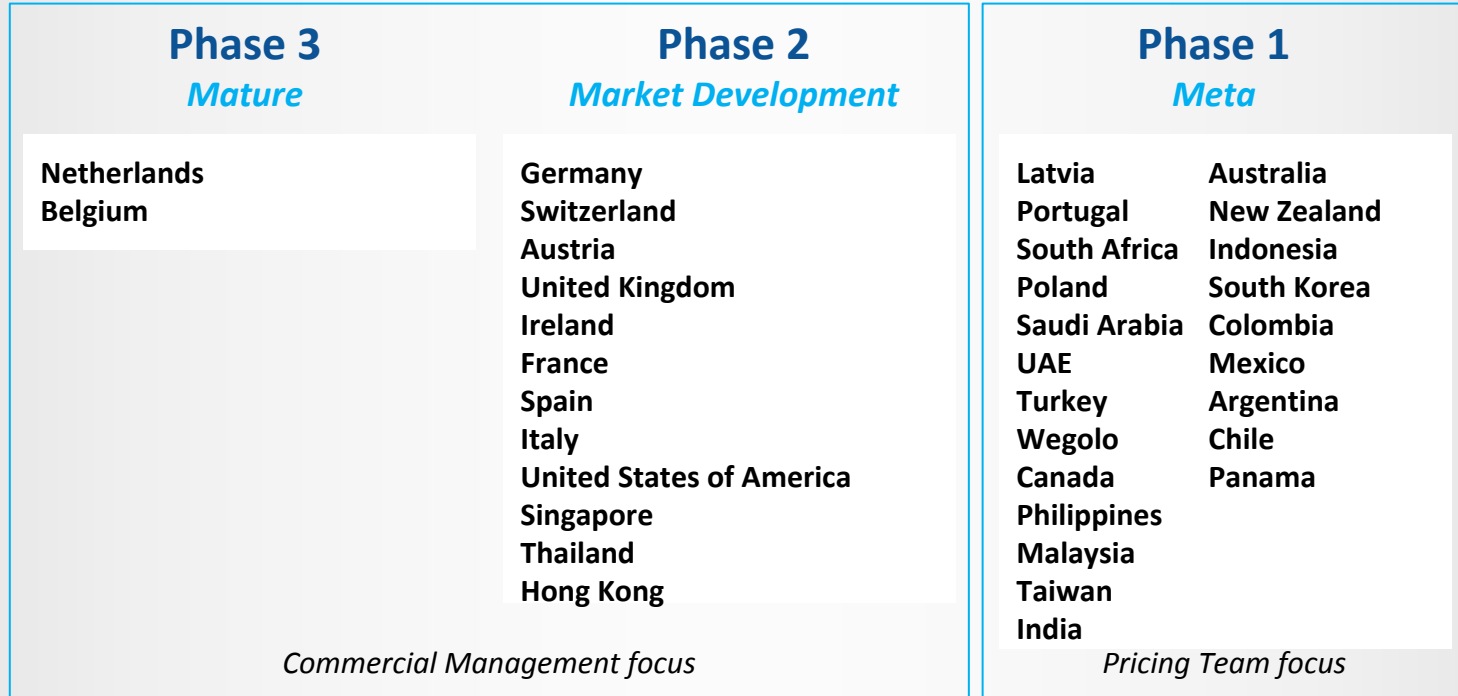 Phase 3
Mature
Netherlands
Belgium
Phase 2
Market Development
Germany
Switzerland
Austria
United Kingdom
Ireland
France
Spain
Italy
United States of America
Singapore
Thailand
Hong Kong
Commercial Management focus
Phase 1
Meta
Latvia
Portugal
South Africa
Poland
Saudi Arabia
UAE
Turkey
Wegolo
Canada
Philippines
Malaysia
Taiwan
India
Australia
New Zealand
Indonesia
South Korea
Colombia
Mexico
Argentina
Chile
Panama
Pricing Team focus